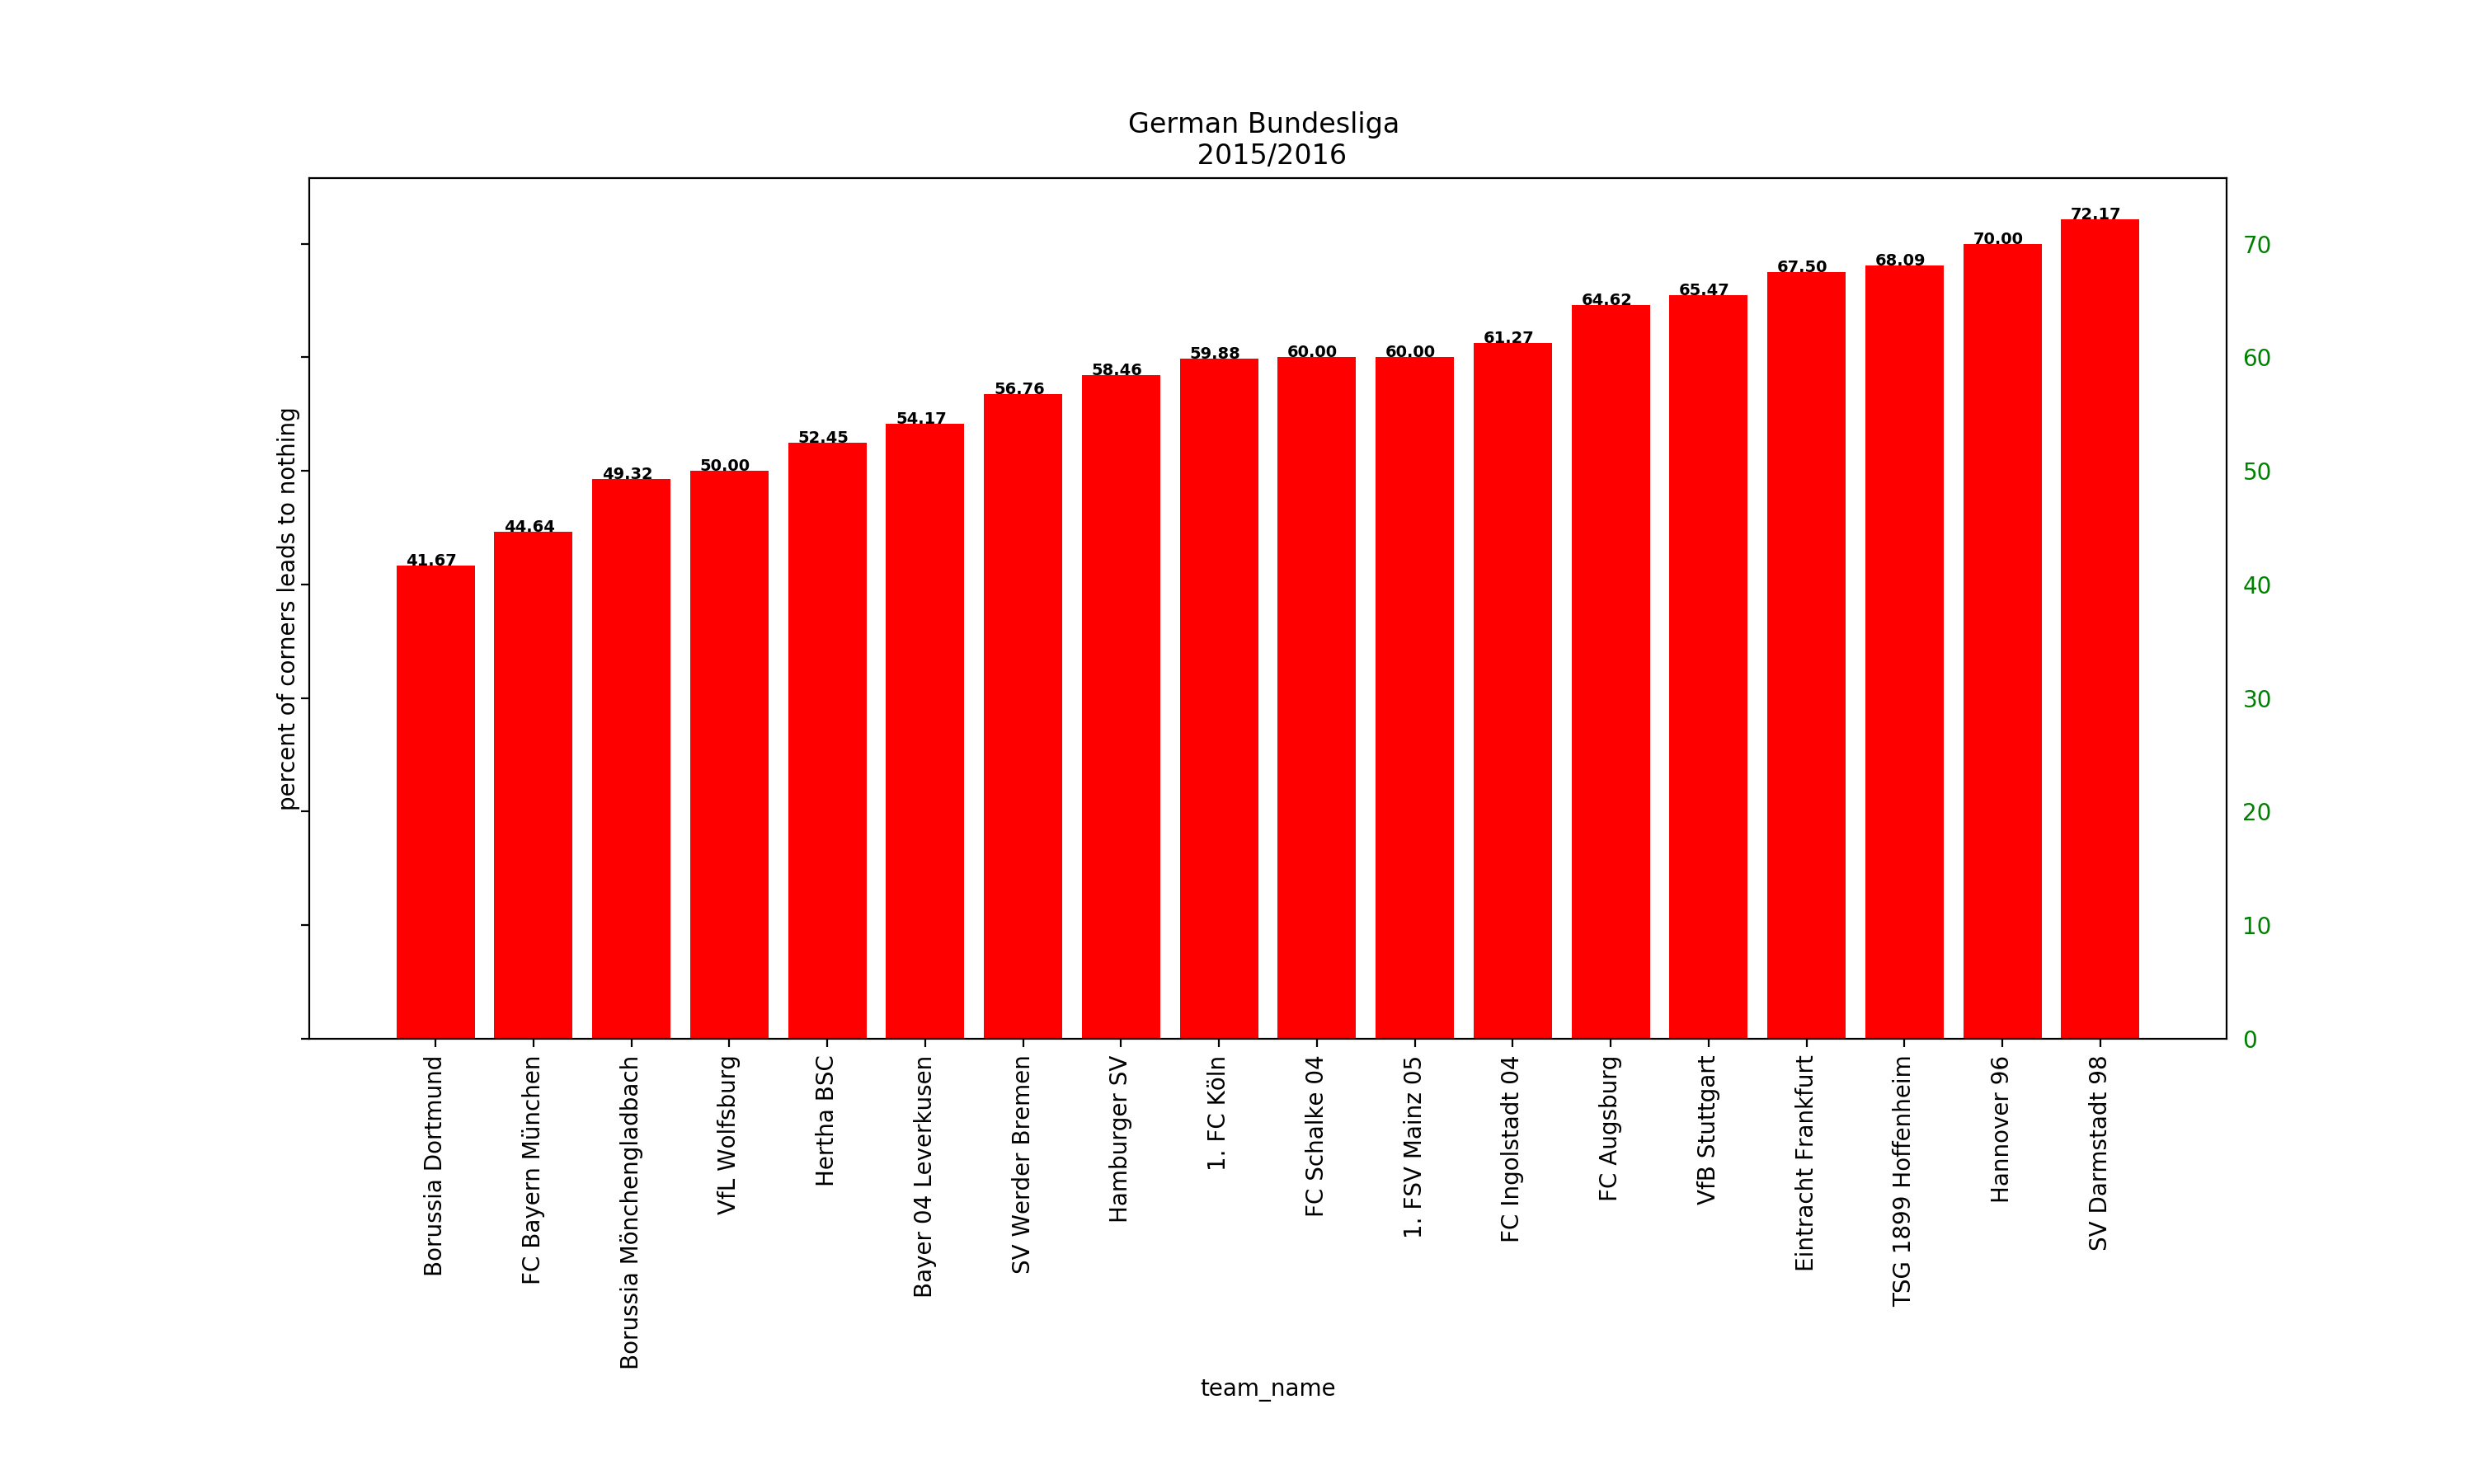 German Bundesliga
2015/2016
percent of corners leads to nothing
41.67
44.64
49.32
50.00
52.45
54.17
56.76
58.46
59.88
60.00
60.00
61.27
64.62
65.47
67.50
68.09
70.00
72.17
70
60
50
40
30
20
10
0
Borussia Dortmund
FC Bayern München
Borussia Mönchengladbach
VfL Wolfsburg
Hertha BSC
Bayer 04 Leverkusen
SV Werder Bremen
Hamburger SV
1. FC Köln
FC Schalke 04
1. FSV Mainz 05
FC Ingolstadt 04
FC Augsburg
VfB Stuttgart
Eintracht Frankfurt
TSG 1899 Hoffenheim
Hannover 96
SV Darmstadt 98
team_name